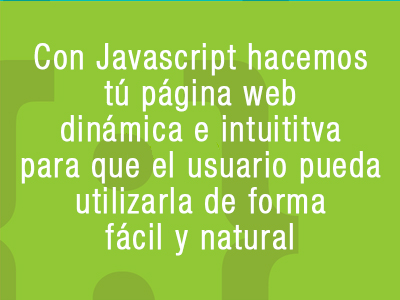 Con Javascript hacemos
tú página web
dinámica e intuititva
para que el usuario pueda
utilizarla de forma
fácil y natural